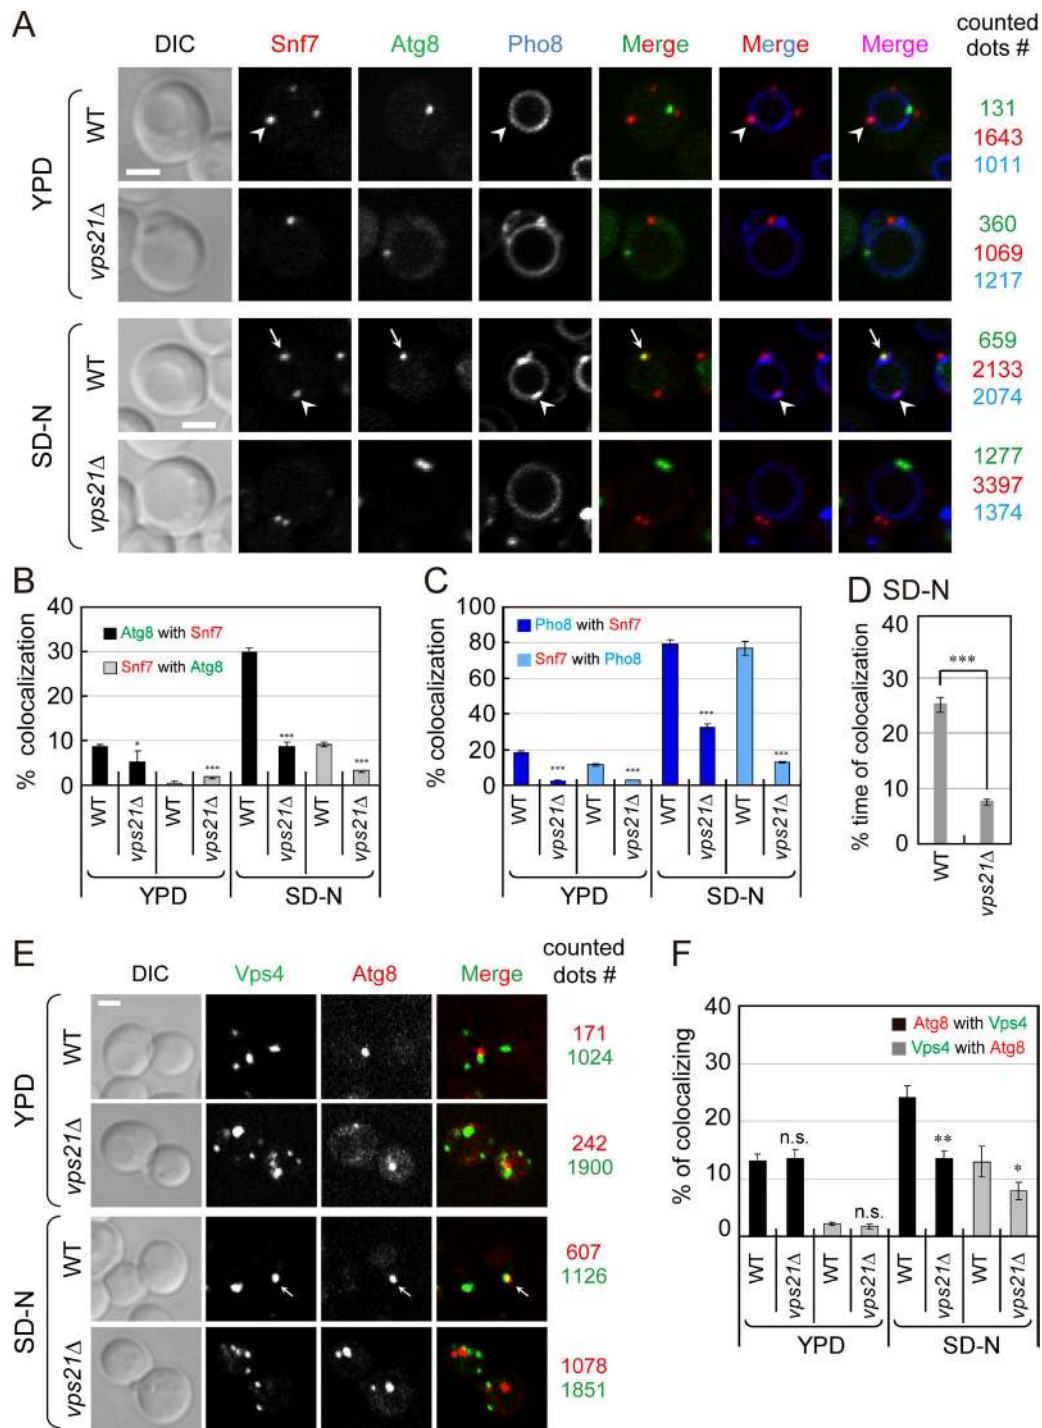 A
DIC Snf7 Atg8 Pho8 Merge Merge Merge counted dots #
YPD
WT
131
1643
1011
vps21Δ
360
1069
1217
SD-N
WT
659
2133
2074
vps21Δ
1277
3397
1374
B
% colocalization
40
30
20
10
0
Atg8 with Snf7
Snf7 with Atg8
* *** *** ***
WT vps21Δ WT vps21Δ WT vps21Δ WT vps21Δ
YPD SD-N
C
% colocalization
100
80
60
40
20
0
Pho8 with Snf7
Snf7 with Pho8
*** *** *** ***
WT vps21Δ WT vps21Δ WT vps21Δ WT vps21Δ
YPD SD-N
D SD-N
% time of colocalization
40
30
20
10
0
***
WT vps21Δ
E
DIC Vps4 Atg8 Merge counted dots #
YPD
WT
171
1024
vps21Δ
242
1900
SD-N
WT
607
1126
vps21Δ
1078
1851
F
% of colocalizing
40
30
20
10
0
Atg8 with Vps4
Vps4 with Atg8
n.s. n.s. ** *
WT vps21Δ WT vps21Δ WT vps21Δ WT vps21Δ
YPD SD-N